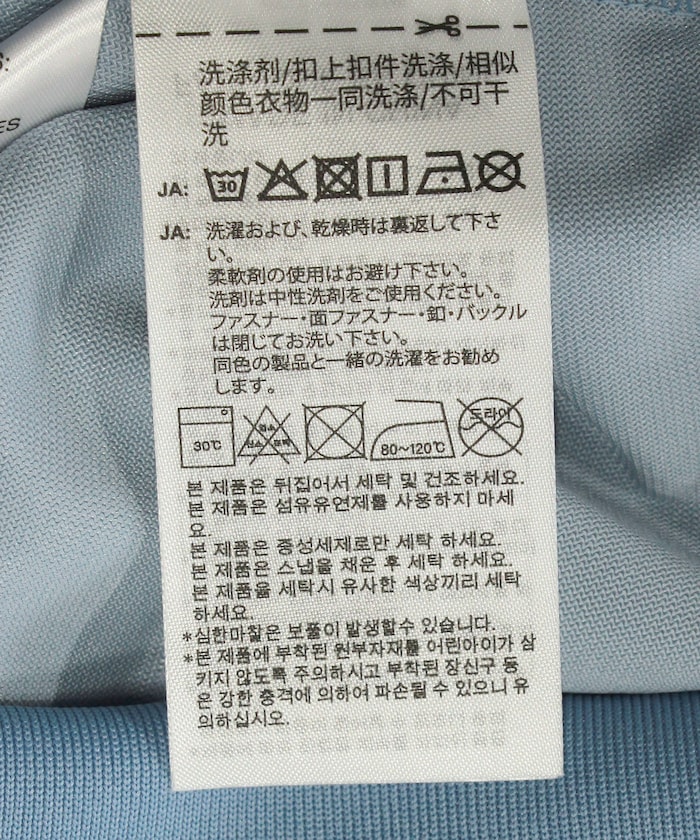 S:
ES
洗涤剂/扣上扣件洗涤/相似
颜色衣物一同洗涤/不可干
洗
JA: 30
JA: 洗濯および、乾燥時は裏返して下さ
い。
柔軟剤の使用はお避け下さい。
洗剤は中性洗剤をご使用ください。
ファスナー・面ファスナー・釦・バックル
は閉じてお洗い下さい。
同色の製品と一緒の洗濯をお勧め
します。
30℃ 80~120℃ 드라이
본 제품은 뒤집어서 세탁 및 건조하세요.
본 제품은 섬유유연제를 사용하지 마세
요.
본 제품은 중성세제로만 세탁 하세요.
본 제품은 스냅을 채운 후 세탁 하세요.
본 제품을 세탁시 유사한 색상끼리 세탁
하세요.
*심한마찰은 보풀이 발생할수 있습니다.
*본 제품에 부착된 원부자재를 어린아이가 삼
키지 않도록 주의하시고 부착된 장신구 등
은 강한 충격에 의하여 파손될 수 있으니 유
의하십시오.